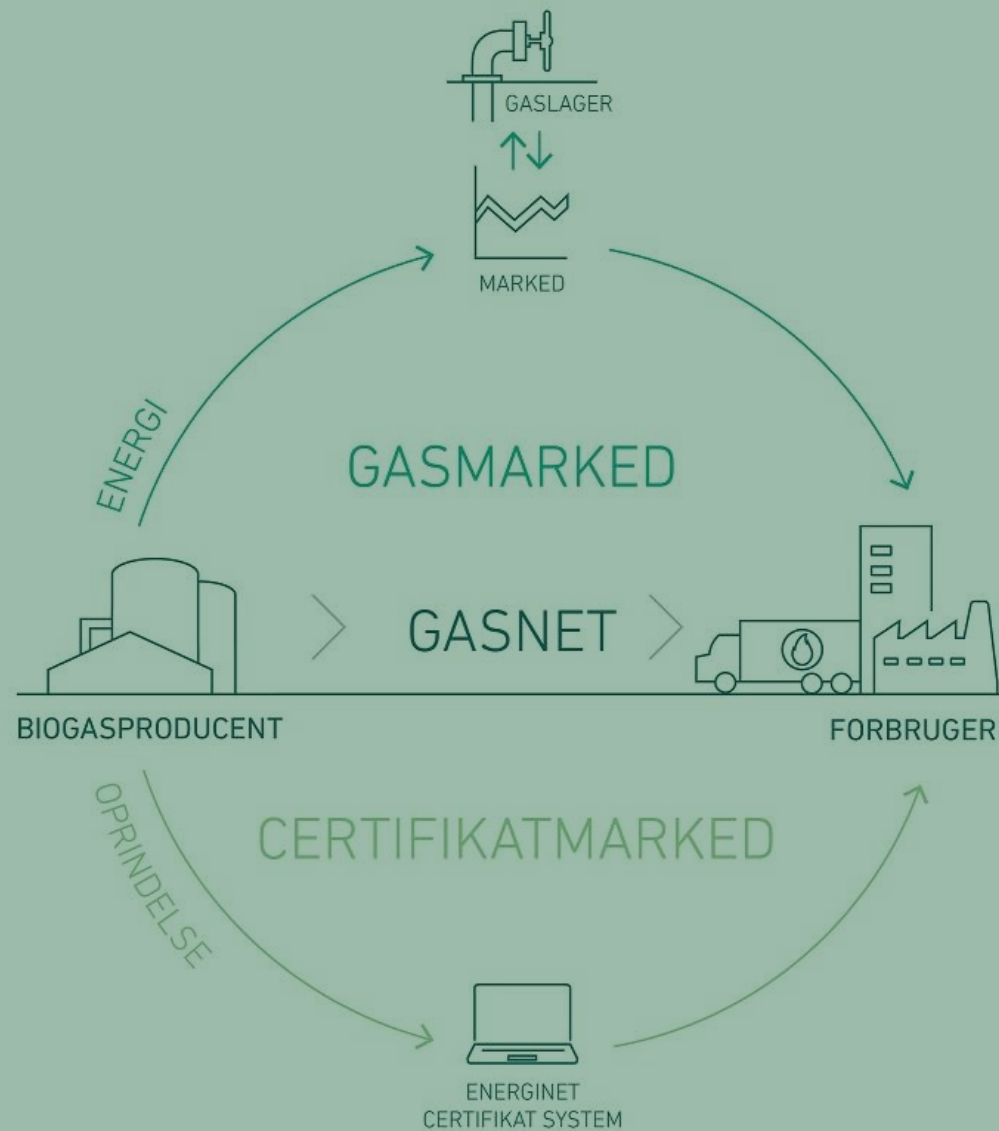 GASLAGER
MARKED
ENERGI
GASMARKED
GASNET
BIOGASPRODUCENT
FORBRUGER
OPRINDELSE
CERTIFIKATMARKED
ENERGINET
CERTIFIKAT SYSTEM